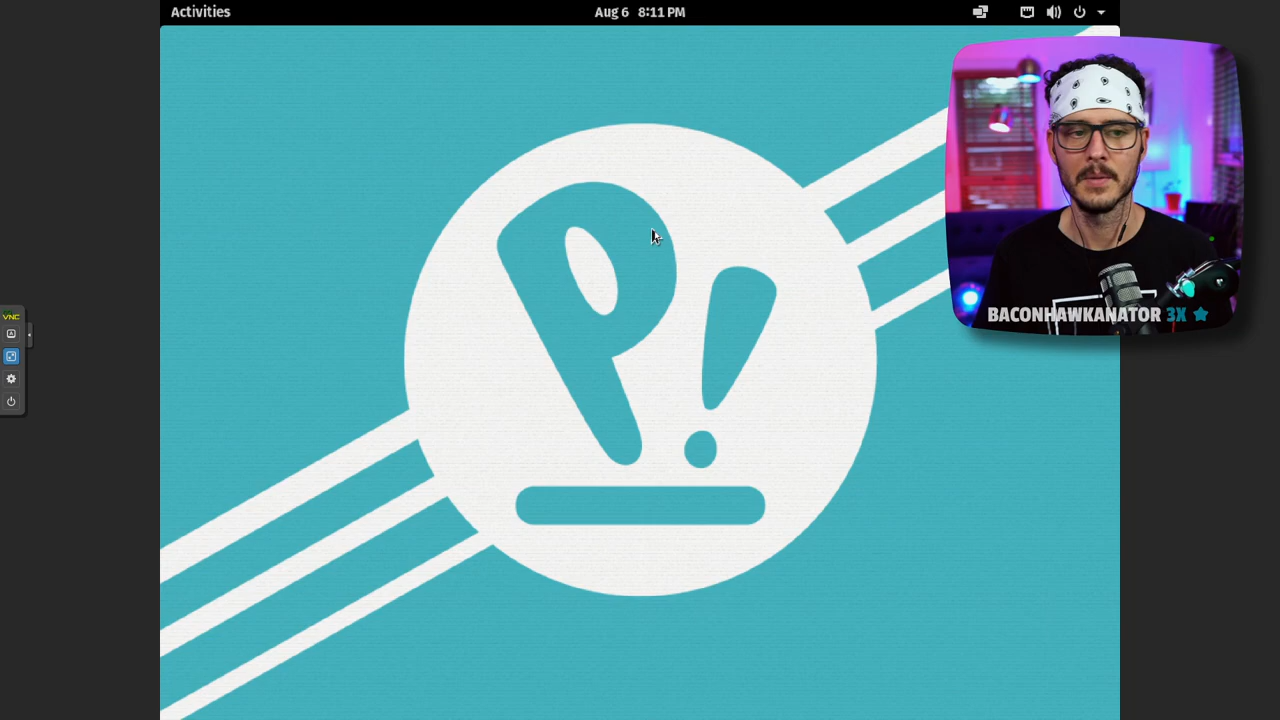 Activities
Aug 6 8:11 PM
P!
BACONHAWKANATOR 3X
VNC
A